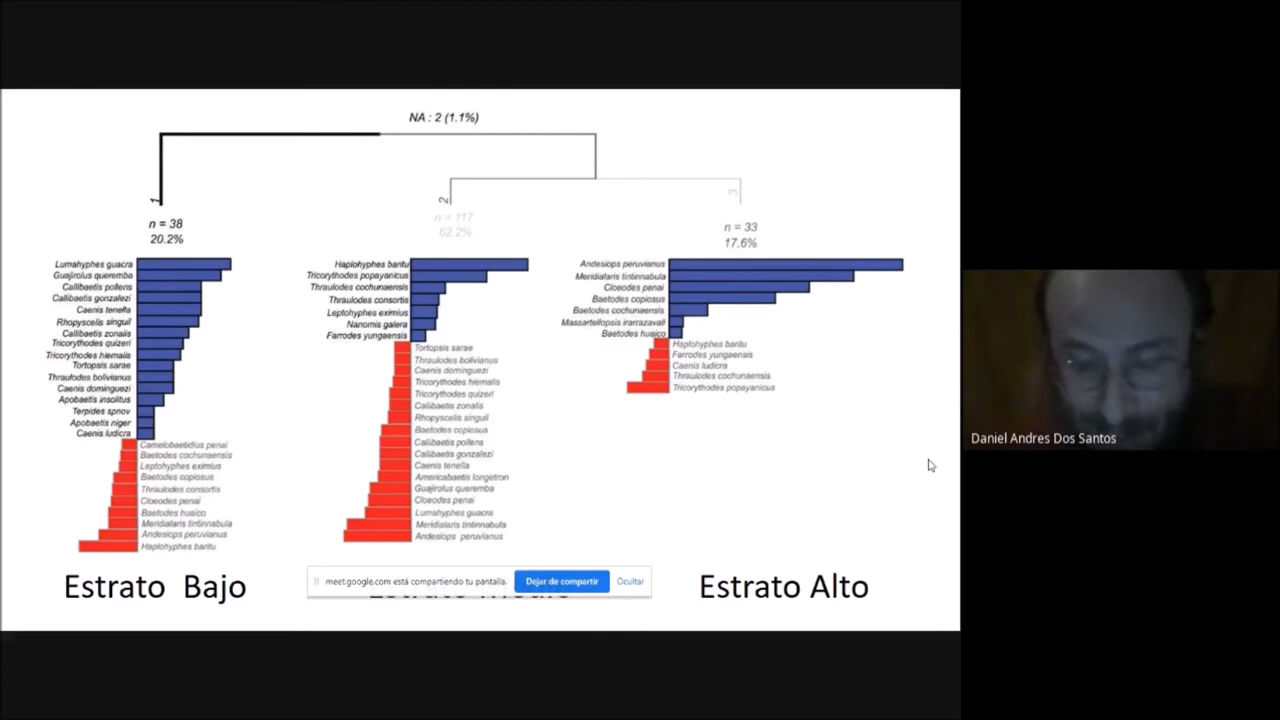 NA : 2 (1.1%)
1
n = 38
20.2%
2
n = 117
62.2%
3
n = 33
17.6%
Lumahyphes guacra
Guajirolus queremba
Callibaetis pollens
Callibaetis gonzalezi
Caenis tenella
Rhopyscelis singuil
Callibaetis zonalis
Tricorythodes quizeri
Tricorythodes hiemalis
Tortopsis sarae
Thraulodes bolivianus
Caenis dominguezi
Apobaetis insolitus
Terpides spnov
Apobaetis niger
Caenis ludicra
Camelobaetidius penai
Baetodes cochunaensis
Leptohyphes eximius
Baetodes copiosus
Thraulodes consortis
Cloeodes penai
Baetodes huaico
Meridialaris tintinnabula
Andesiops peruvianus
Haplohyphes baritu
Estrato Bajo
Haplohyphes baritu
Tricorythodes popayanicus
Thraulodes cochunaensis
Thraulodes consortis
Leptohyphes eximius
Nanomis galera
Farrodes yungaensis
Tortopsis sarae
Thraulodes bolivianus
Caenis dominguezi
Tricorythodes hiemalis
Tricorythodes quizeri
Callibaetis zonalis
Rhopyscelis singuil
Baetodes copiosus
Callibaetis pollens
Callibaetis gonzalezi
Caenis tenella
Americabaetis longetron
Guajirolus queremba
Cloeodes penai
Lumahyphes guacra
Meridialaris tintinnabula
Andesiops peruvianus
meet.google.com está compartiendo tu pantalla.
Dejar de compartir
Ocultar
Andesiops peruvianus
Meridialaris tintinnabula
Cloeodes penai
Baetodes copiosus
Baetodes cochunaensis
Massartellopsis irarrazavali
Baetodes huaico
Haplohyphes baritu
Farrodes yungaensis
Caenis ludicra
Thraulodes cochunaensis
Tricorythodes popayanicus
Estrato Alto
Daniel Andres Dos Santos